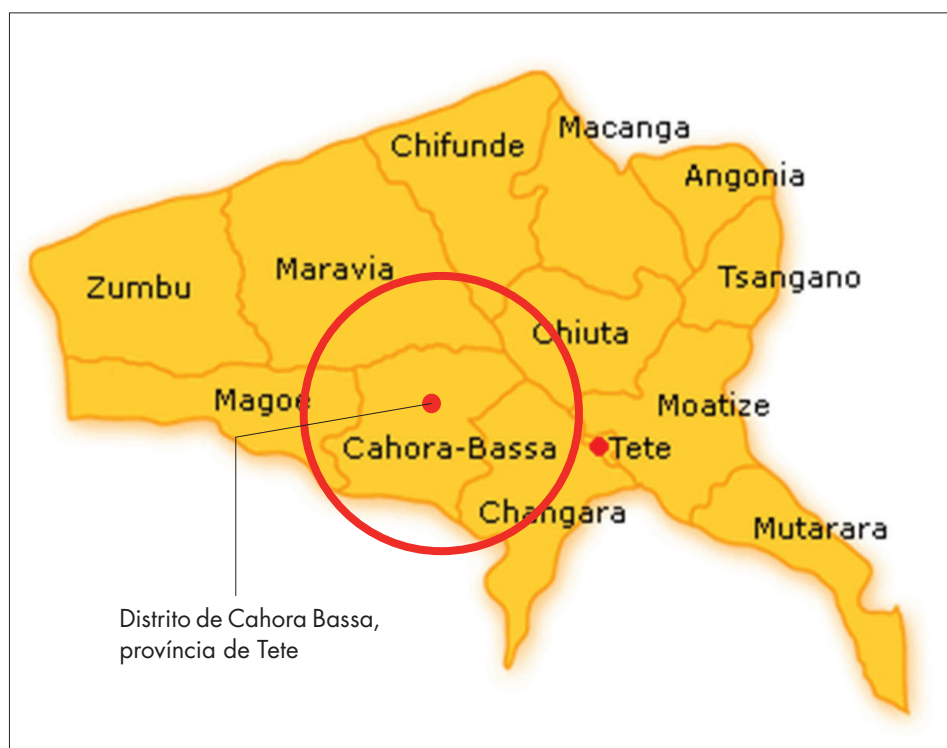 Macanga
Chifunde
Angonia
Maravia
Tsangano
Zumbu
Chiuta
Magoe
Moatize
Cahora-Bassa
Tete
Changara
Mutarara
Distrito de Cahora Bassa,
província de Tete